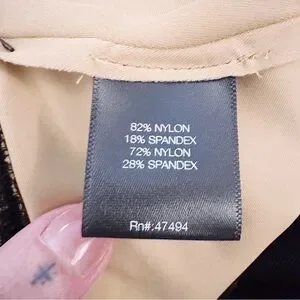 82% NYLON
18% SPANDEX
72% NYLON
28% SPANDEX
Rn#:47494